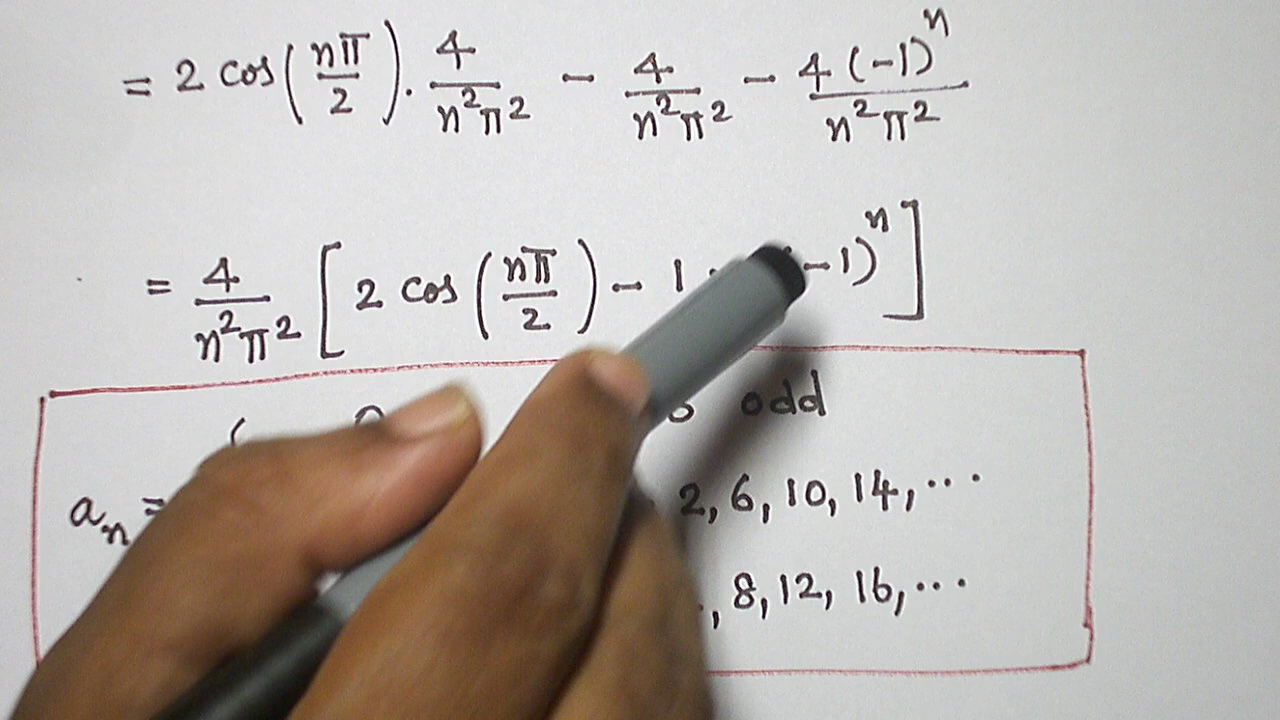 = 2 cos(nπ/2) . 4/n²π² − 4/n²π² − 4(−1)ⁿ/n²π²
= 4/n²π² [2 cos(nπ/2) − 1 −1)ⁿ]
odd
aₙ = 2, 6, 10, 14, ...
, 8, 12, 16, ...